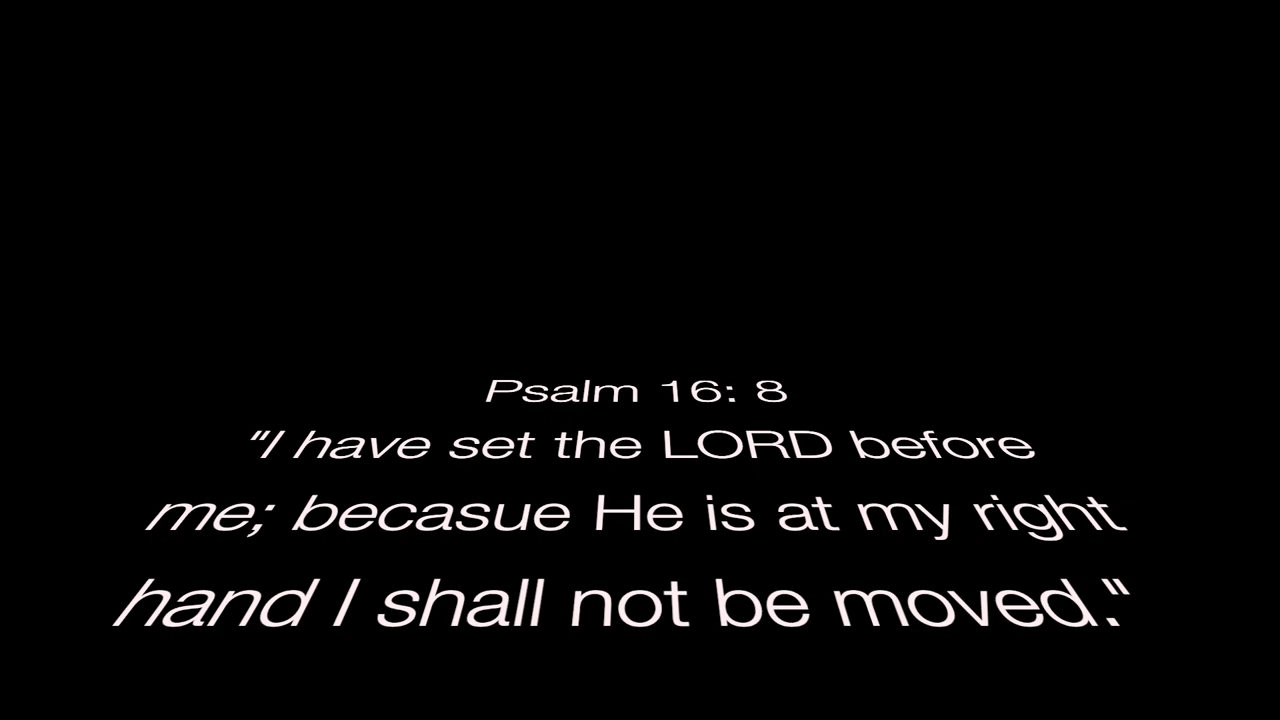 Psalm 16: 8
"I have set the LORD before
me; becasue He is at my right
hand I shall not be moved."